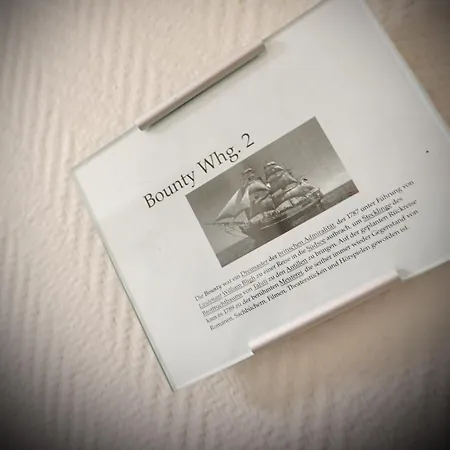 Bounty Whg. 2
Die Bounty war ein Dreimaster der britischen Admiralität, der 1787 unter Führung von
Leutnant William Bligh zu einer Reise in die Südsee aufbrach, um Stecklinge des
Brotfruchtbaums von Tahiti zu den Antillen zu bringen. Auf der geplanten Rückreise
kam es 1789 zu der berühmten Meuterei, die seither immer wieder Gegenstand von
Romanen, Sachbüchern, Filmen, Theaterstücken und Hörspielen geworden ist.